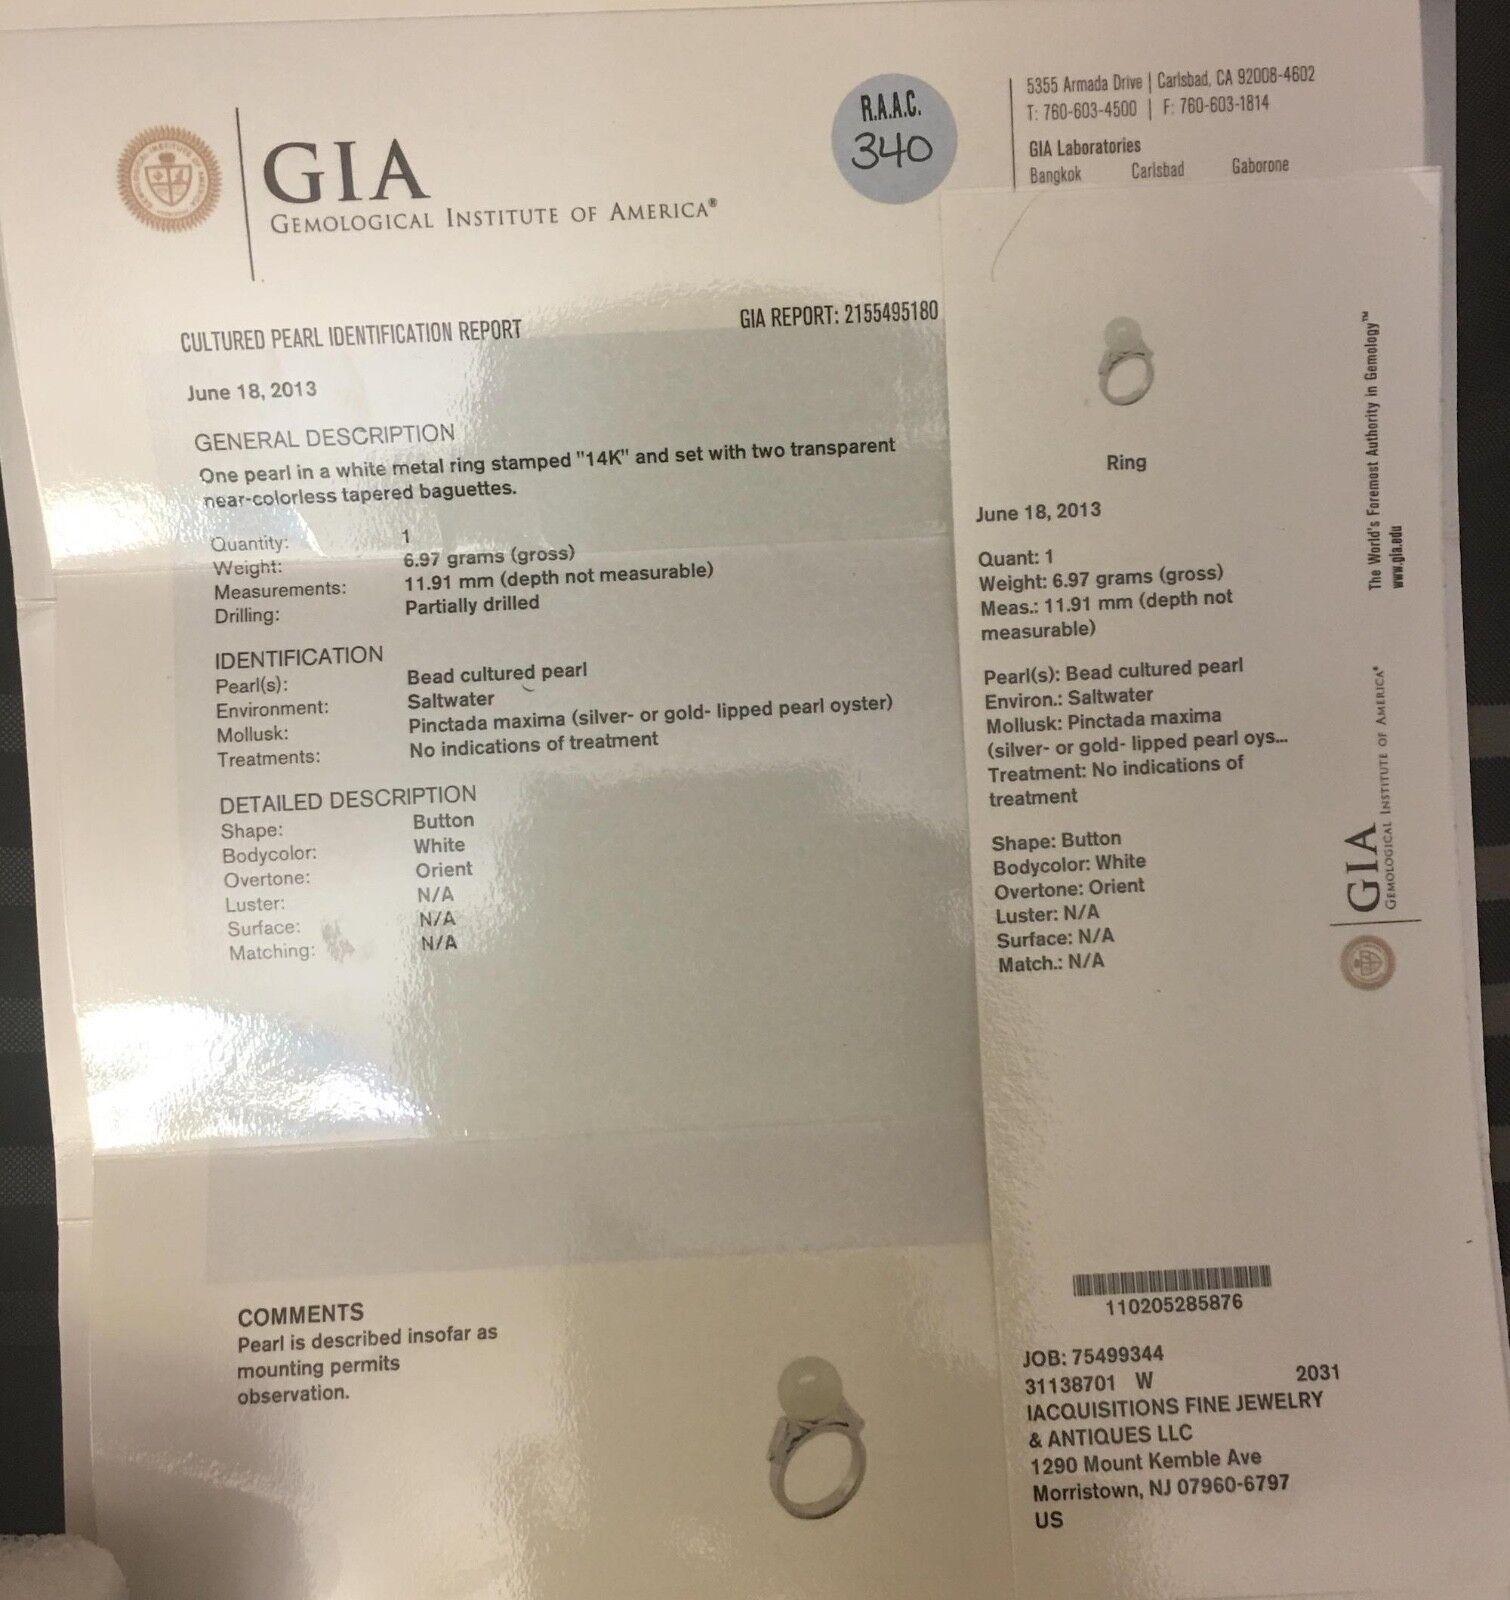 GIA
GEMOLOGICAL INSTITUTE OF AMERICA®
R.A.A.C.
340
5355 Armada Drive | Carlsbad, CA 92008-4602
T: 760-603-4500 | F: 760-603-1814
GIA Laboratories
Bangkok Carlsbad Gaborone
CULTURED PEARL IDENTIFICATION REPORT
GIA REPORT: 2155495180
June 18, 2013
GENERAL DESCRIPTION
One pearl in a white metal ring stamped "14K" and set with two transparent
near-colorless tapered baguettes.
Quantity: 1
Weight: 6.97 grams (gross)
Measurements: 11.91 mm (depth not measurable)
Drilling: Partially drilled
IDENTIFICATION
Pearl(s): Bead cultured pearl
Environment: Saltwater
Mollusk: Pinctada maxima (silver- or gold- lipped pearl oyster)
Treatments: No indications of treatment
DETAILED DESCRIPTION
Shape: Button
Bodycolor: White
Overtone: Orient
Luster: N/A
Surface: N/A
Matching: N/A
COMMENTS
Pearl is described insofar as
mounting permits
observation.
Ring
June 18, 2013
Quant: 1
Weight: 6.97 grams (gross)
Meas.: 11.91 mm (depth not
measurable)
Pearl(s): Bead cultured pearl
Environ.: Saltwater
Mollusk: Pinctada maxima
(silver- or gold- lipped pearl oys...
Treatment: No indications of
treatment
Shape: Button
Bodycolor: White
Overtone: Orient
Luster: N/A
Surface: N/A
Match.: N/A
110205285876
JOB: 75499344
31138701 W 2031
IACQUISITIONS FINE JEWELRY
& ANTIQUES LLC
1290 Mount Kemble Ave
Morristown, NJ 07960-6797
US
The World's Foremost Authority in Gemology™
www.gia.edu
GIA
GEMOLOGICAL INSTITUTE OF AMERICA®